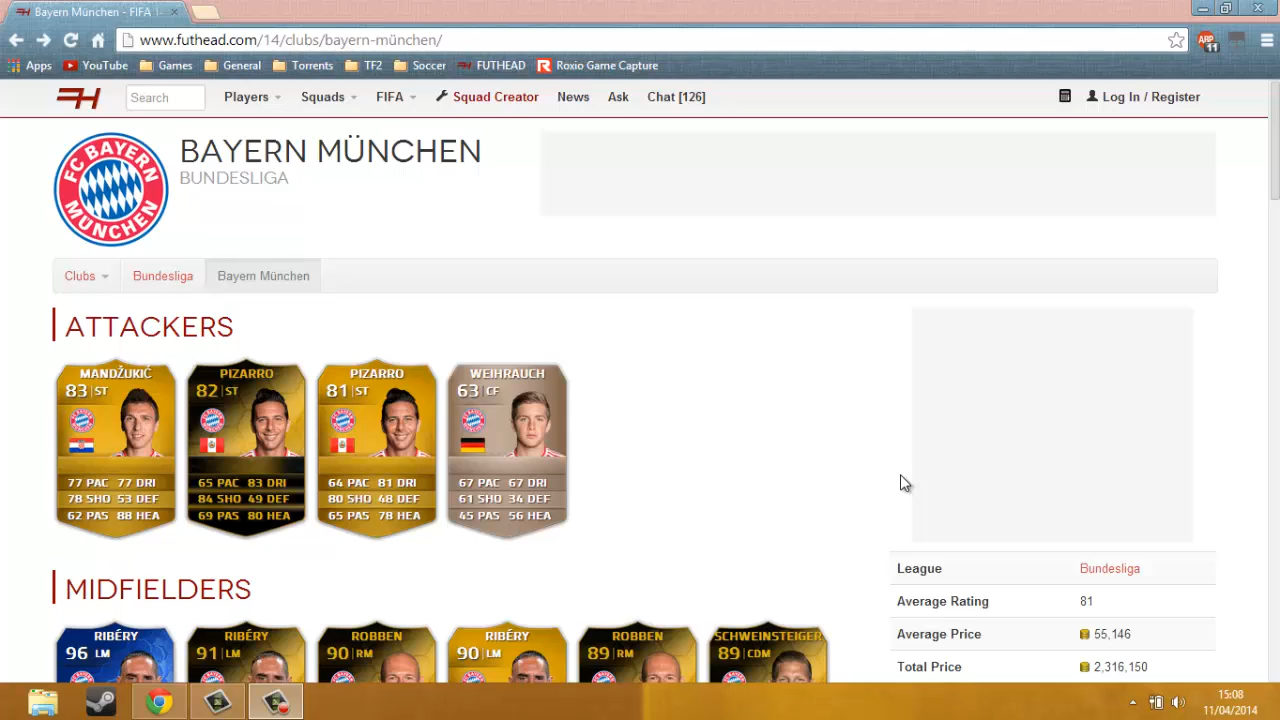 Bayern München - FIFA 1
www.futhead.com/14/clubs/bayern-münchen/
ABP 11
Apps YouTube Games General Torrents TF2 Soccer FUTHEAD Roxio Game Capture
FH Search Players Squads FIFA Squad Creator News Ask Chat [126] Log In / Register
FC BAYERN MÜNCHEN
BAYERN MÜNCHEN
BUNDESLIGA
Clubs Bundesliga Bayern München
ATTACKERS
MANDŽUKIĆ
83 ST
77 PAC 77 DRI
78 SHO 53 DEF
62 PAS 88 HEA
PIZARRO
82 ST
65 PAC 83 DRI
84 SHO 49 DEF
69 PAS 80 HEA
PIZARRO
81 ST
64 PAC 81 DRI
80 SHO 48 DEF
65 PAS 78 HEA
WEIHRAUCH
63 CF
67 PAC 67 DRI
61 SHO 34 DEF
45 PAS 56 HEA
League Bundesliga
Average Rating 81
Average Price 55,146
Total Price 2,316,150
MIDFIELDERS
RIBÉRY
96 LM
RIBÉRY
91 LM
ROBBEN
90 RM
RIBÉRY
90 LM
ROBBEN
89 RM
SCHWEINSTEIGER
89 CDM
15:08
11/04/2014